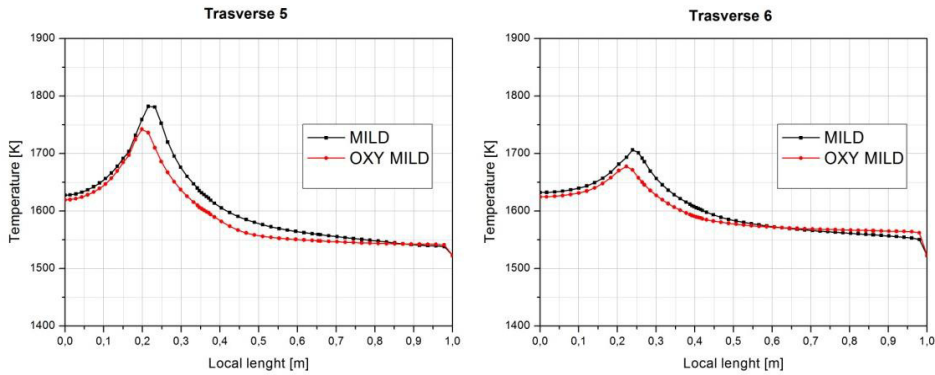 Trasverse 5
1900
1800
1700
1600
1500
1400
Temperature [K]
MILD
OXY MILD
0,0 0,1 0,2 0,3 0,4 0,5 0,6 0,7 0,8 0,9 1,0
Local lenght [m]
Trasverse 6
1900
1800
1700
1600
1500
1400
Temperature [K]
MILD
OXY MILD
0,0 0,1 0,2 0,3 0,4 0,5 0,6 0,7 0,8 0,9 1,0
Local lenght [m]